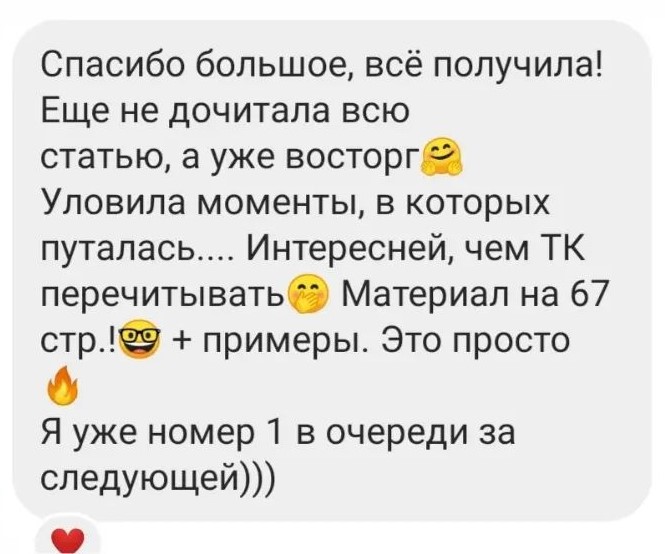 Спасибо большое, всё получила!
Еще не дочитала всю
статью, а уже восторг🤗
Уловила моменты, в которых
путалась.... Интересней, чем ТК
перечитывать🤭 Материал на 67
стр.!🤓 + примеры. Это просто
🔥
Я уже номер 1 в очереди за
следующей)))